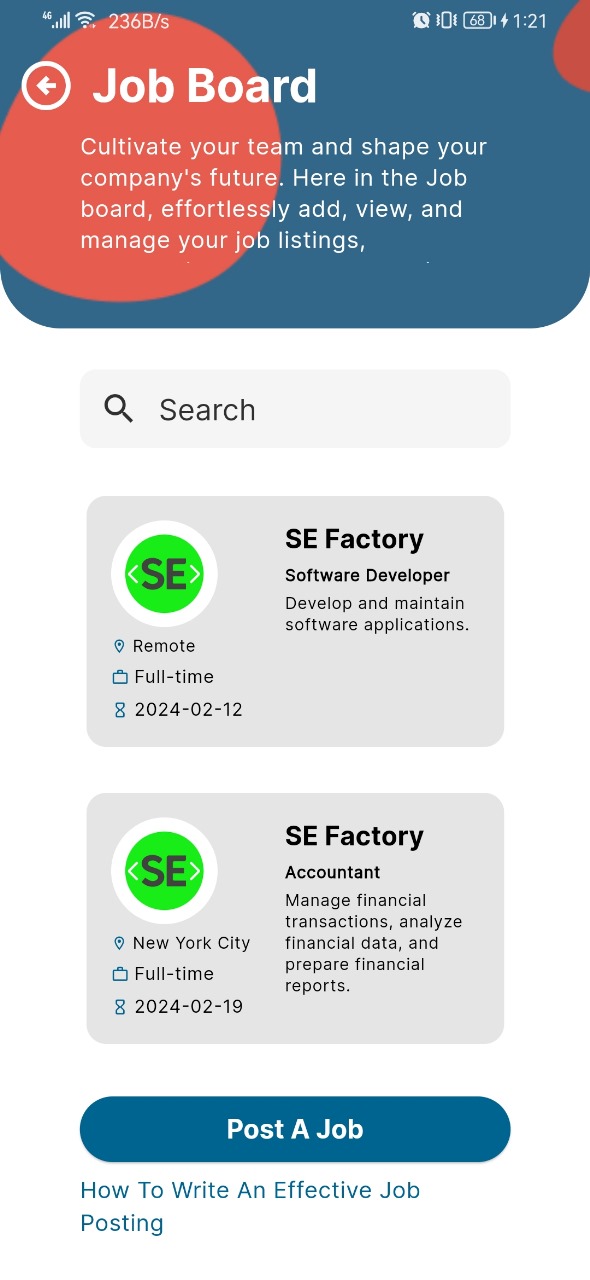 4G 236B/s 68 1:21
Job Board
Cultivate your team and shape your
company's future. Here in the Job
board, effortlessly add, view, and
manage your job listings,
Search
<SE>
SE Factory
Software Developer
Develop and maintain
software applications.
Remote
Full-time
2024-02-12
<SE>
SE Factory
Accountant
Manage financial
transactions, analyze
financial data, and
prepare financial
reports.
New York City
Full-time
2024-02-19
Post A Job
How To Write An Effective Job
Posting